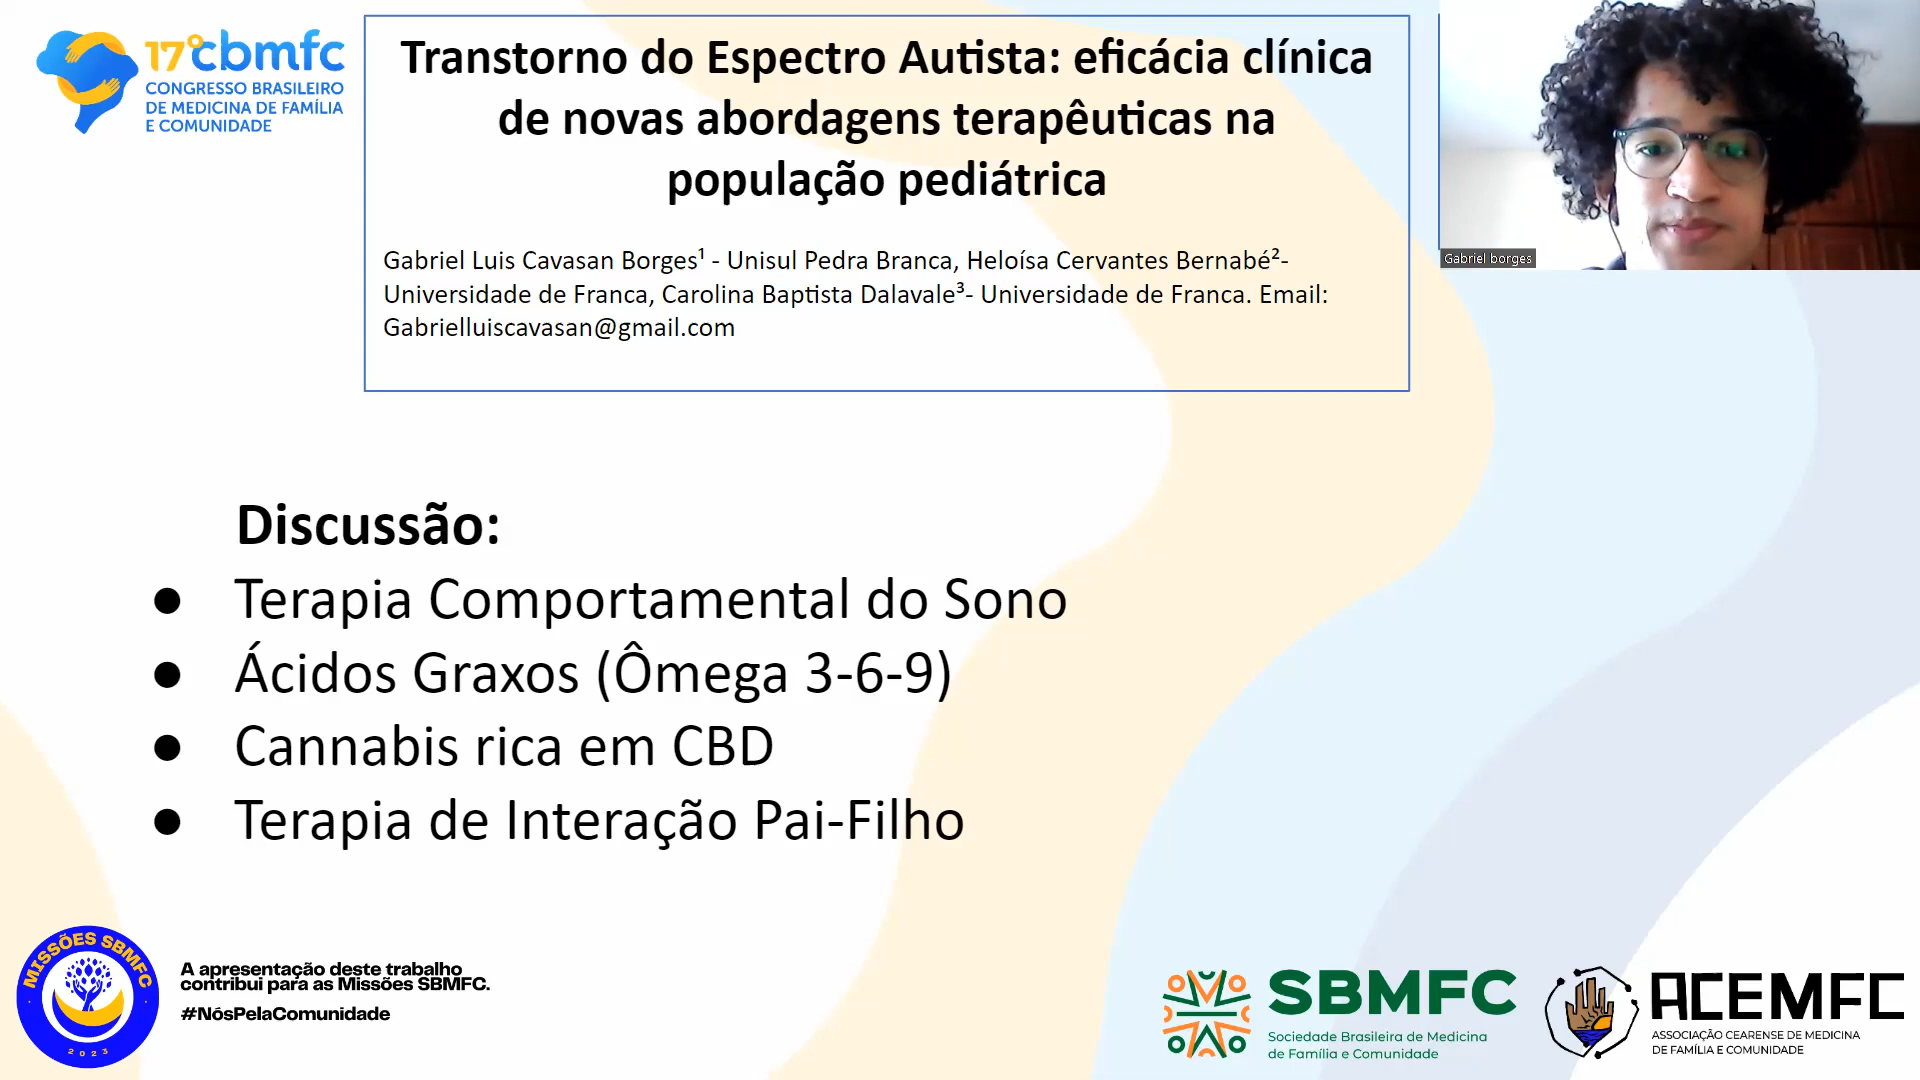 17º cbmfc
CONGRESSO BRASILEIRO
DE MEDICINA DE FAMÍLIA
E COMUNIDADE
Transtorno do Espectro Autista: eficácia clínica
de novas abordagens terapêuticas na
população pediátrica
Gabriel Luis Cavasan Borges¹ - Unisul Pedra Branca, Heloísa Cervantes Bernabé²-
Universidade de Franca, Carolina Baptista Dalavale³- Universidade de Franca. Email:
Gabrielluiscavasan@gmail.com
Gabriel borges
Discussão:
● Terapia Comportamental do Sono
● Ácidos Graxos (Ômega 3-6-9)
● Cannabis rica em CBD
● Terapia de Interação Pai-Filho
MISSÕES SBMFC
2023
A apresentação deste trabalho
contribui para as Missões SBMFC.
#NósPelaComunidade
SBMFC
Sociedade Brasileira de Medicina
de Família e Comunidade
ACEMFC
ASSOCIAÇÃO CEARENSE DE MEDICINA
DE FAMÍLIA E COMUNIDADE